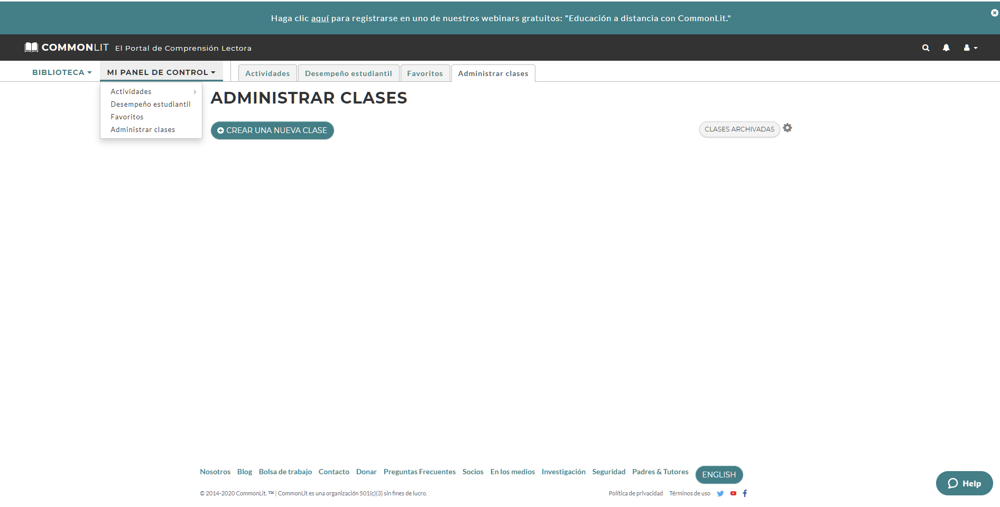 Haga clic aquí para registrarse en uno de nuestros webinars gratuitos: "Educación a distancia con CommonLit."
COMMONLIT El Portal de Comprensión Lectora
BIBLIOTECA MI PANEL DE CONTROL Actividades Desempeño estudiantil Favoritos Administrar clases
Actividades
Desempeño estudiantil
Favoritos
Administrar clases
ADMINISTRAR CLASES
CREAR UNA NUEVA CLASE CLASES ARCHIVADAS
Nosotros Blog Bolsa de trabajo Contacto Donar Preguntas Frecuentes Socios En los medios Investigación Seguridad Padres & Tutores ENGLISH
Help
© 2014-2020 CommonLit. ™ | CommonLit es una organización 501(c)(3) sin fines de lucro. Política de privacidad Términos de uso